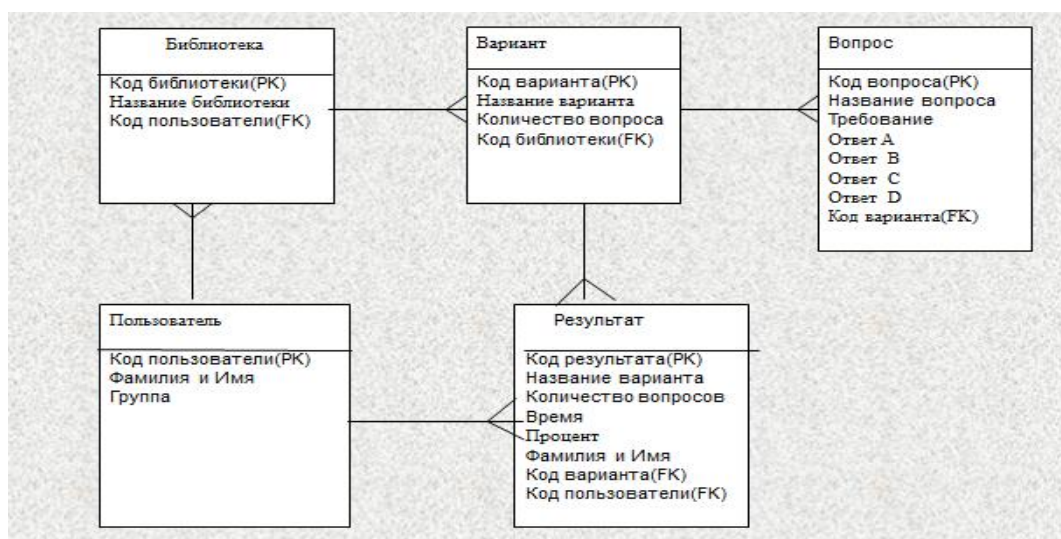 Библиотека
Код библиотеки(PK)
Название библиотеки
Код пользователи(FK)
Вариант
Код варианта(PK)
Название варианта
Количество вопроса
Код библиотеки(FK)
Вопрос
Код вопроса(PK)
Название вопроса
Требование
Ответ A
Ответ B
Ответ C
Ответ D
Код варианта(FK)
Пользователь
Код пользователи(PK)
Фамилия и Имя
Группа
Результат
Код результата(PK)
Название варианта
Количество вопросов
Время
Процент
Фамилия и Имя
Код варианта(FK)
Код пользователи(FK)